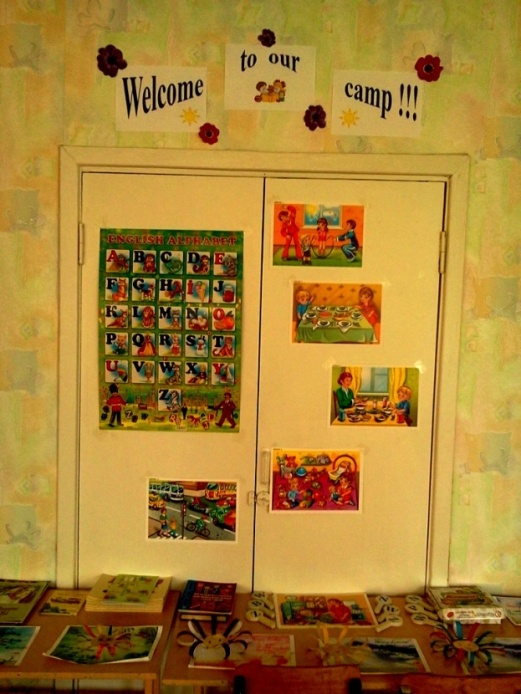 Welcome
to our
camp!!!
ENGLISH ALPHABET
A B C D E
F G H I J
K L M N O
P Q R S T
U V W X Y
Z